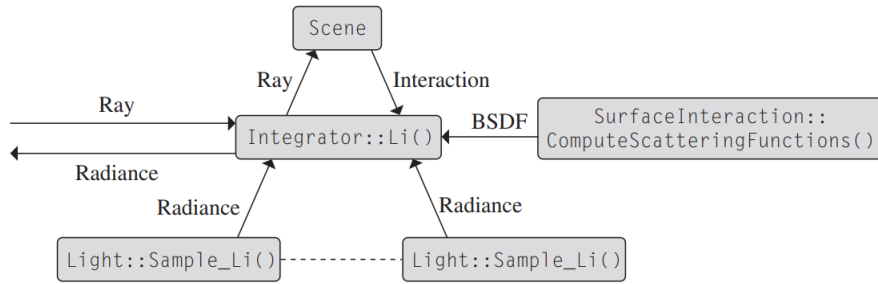 Scene
Ray
Interaction
Ray
Integrator::Li()
BSDF
SurfaceInteraction::
ComputeScatteringFunctions()
Radiance
Radiance
Radiance
Light::Sample_Li()
Light::Sample_Li()